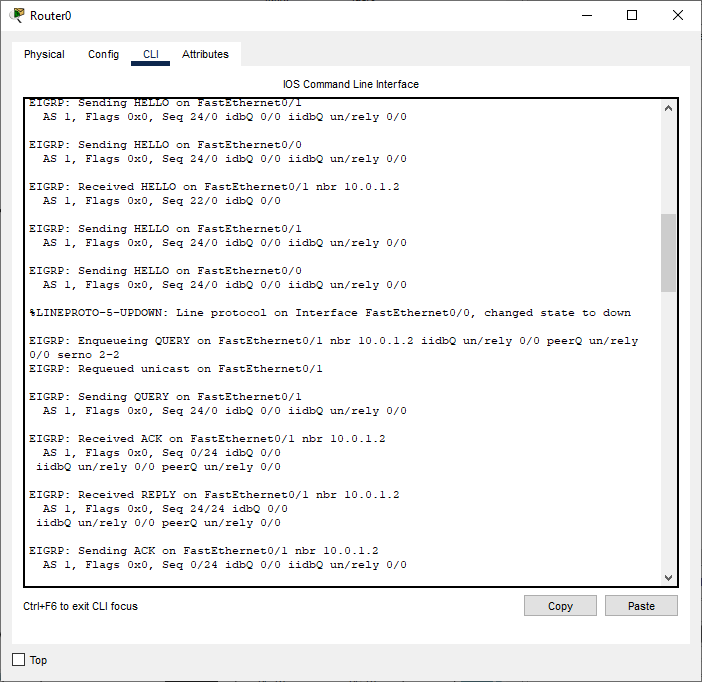 Router0
Physical Config CLI Attributes
IOS Command Line Interface
EIGRP: Sending HELLO on FastEthernet0/1
AS 1, Flags 0x0, Seq 24/0 idbQ 0/0 iidbQ un/rely 0/0
EIGRP: Sending HELLO on FastEthernet0/0
AS 1, Flags 0x0, Seq 24/0 idbQ 0/0 iidbQ un/rely 0/0
EIGRP: Received HELLO on FastEthernet0/1 nbr 10.0.1.2
AS 1, Flags 0x0, Seq 22/0 idbQ 0/0
EIGRP: Sending HELLO on FastEthernet0/1
AS 1, Flags 0x0, Seq 24/0 idbQ 0/0 iidbQ un/rely 0/0
EIGRP: Sending HELLO on FastEthernet0/0
AS 1, Flags 0x0, Seq 24/0 idbQ 0/0 iidbQ un/rely 0/0
%LINEPROTO-5-UPDOWN: Line protocol on Interface FastEthernet0/0, changed state to down
EIGRP: Enqueueing QUERY on FastEthernet0/1 nbr 10.0.1.2 iidbQ un/rely 0/0 peerQ un/rely
0/0 serno 2-2
EIGRP: Requeued unicast on FastEthernet0/1
EIGRP: Sending QUERY on FastEthernet0/1
AS 1, Flags 0x0, Seq 24/0 idbQ 0/0 iidbQ un/rely 0/0
EIGRP: Received ACK on FastEthernet0/1 nbr 10.0.1.2
AS 1, Flags 0x0, Seq 0/24 idbQ 0/0
iidbQ un/rely 0/0 peerQ un/rely 0/0
EIGRP: Received REPLY on FastEthernet0/1 nbr 10.0.1.2
AS 1, Flags 0x0, Seq 24/24 idbQ 0/0
iidbQ un/rely 0/0 peerQ un/rely 0/0
EIGRP: Sending ACK on FastEthernet0/1 nbr 10.0.1.2
AS 1, Flags 0x0, Seq 0/24 idbQ 0/0 iidbQ un/rely 0/0
Ctrl+F6 to exit CLI focus Copy Paste
Top